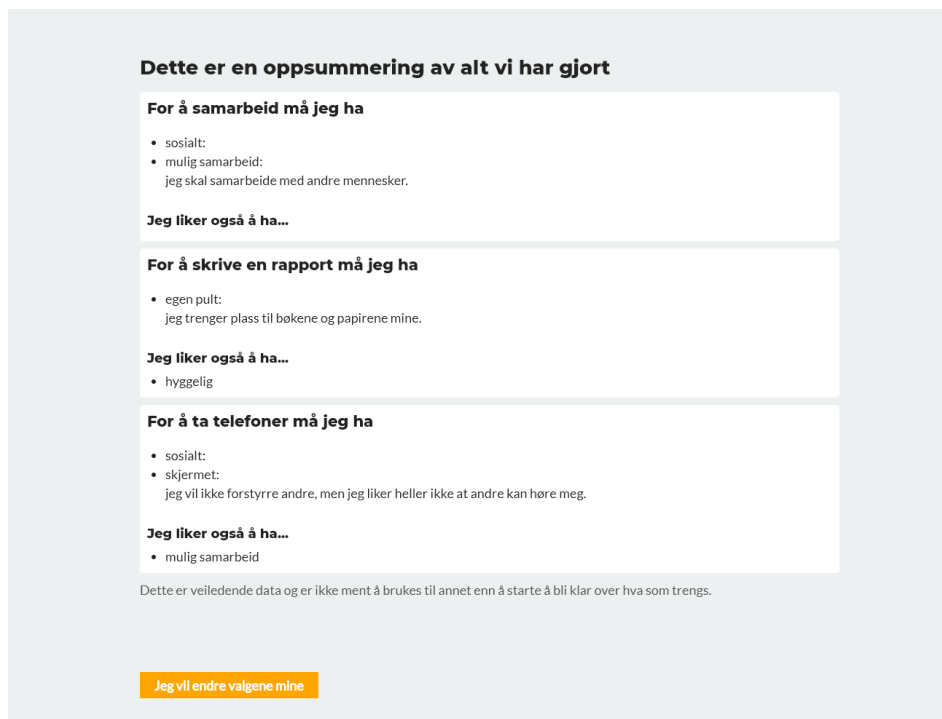 Dette er en oppsummering av alt vi har gjort
For å samarbeid må jeg ha
• sosialt:
• mulig samarbeid:
jeg skal samarbeide med andre mennesker.
Jeg liker også å ha...
For å skrive en rapport må jeg ha
• egen pult:
jeg trenger plass til bøkene og papirene mine.
Jeg liker også å ha...
• hyggelig
For å ta telefoner må jeg ha
• sosialt:
• skjermet:
jeg vil ikke forstyrre andre, men jeg liker heller ikke at andre kan høre meg.
Jeg liker også å ha...
• mulig samarbeid
Dette er veiledende data og er ikke ment å brukes til annet enn å starte å bli klar over hva som trengs.
Jeg vil endre valgene mine